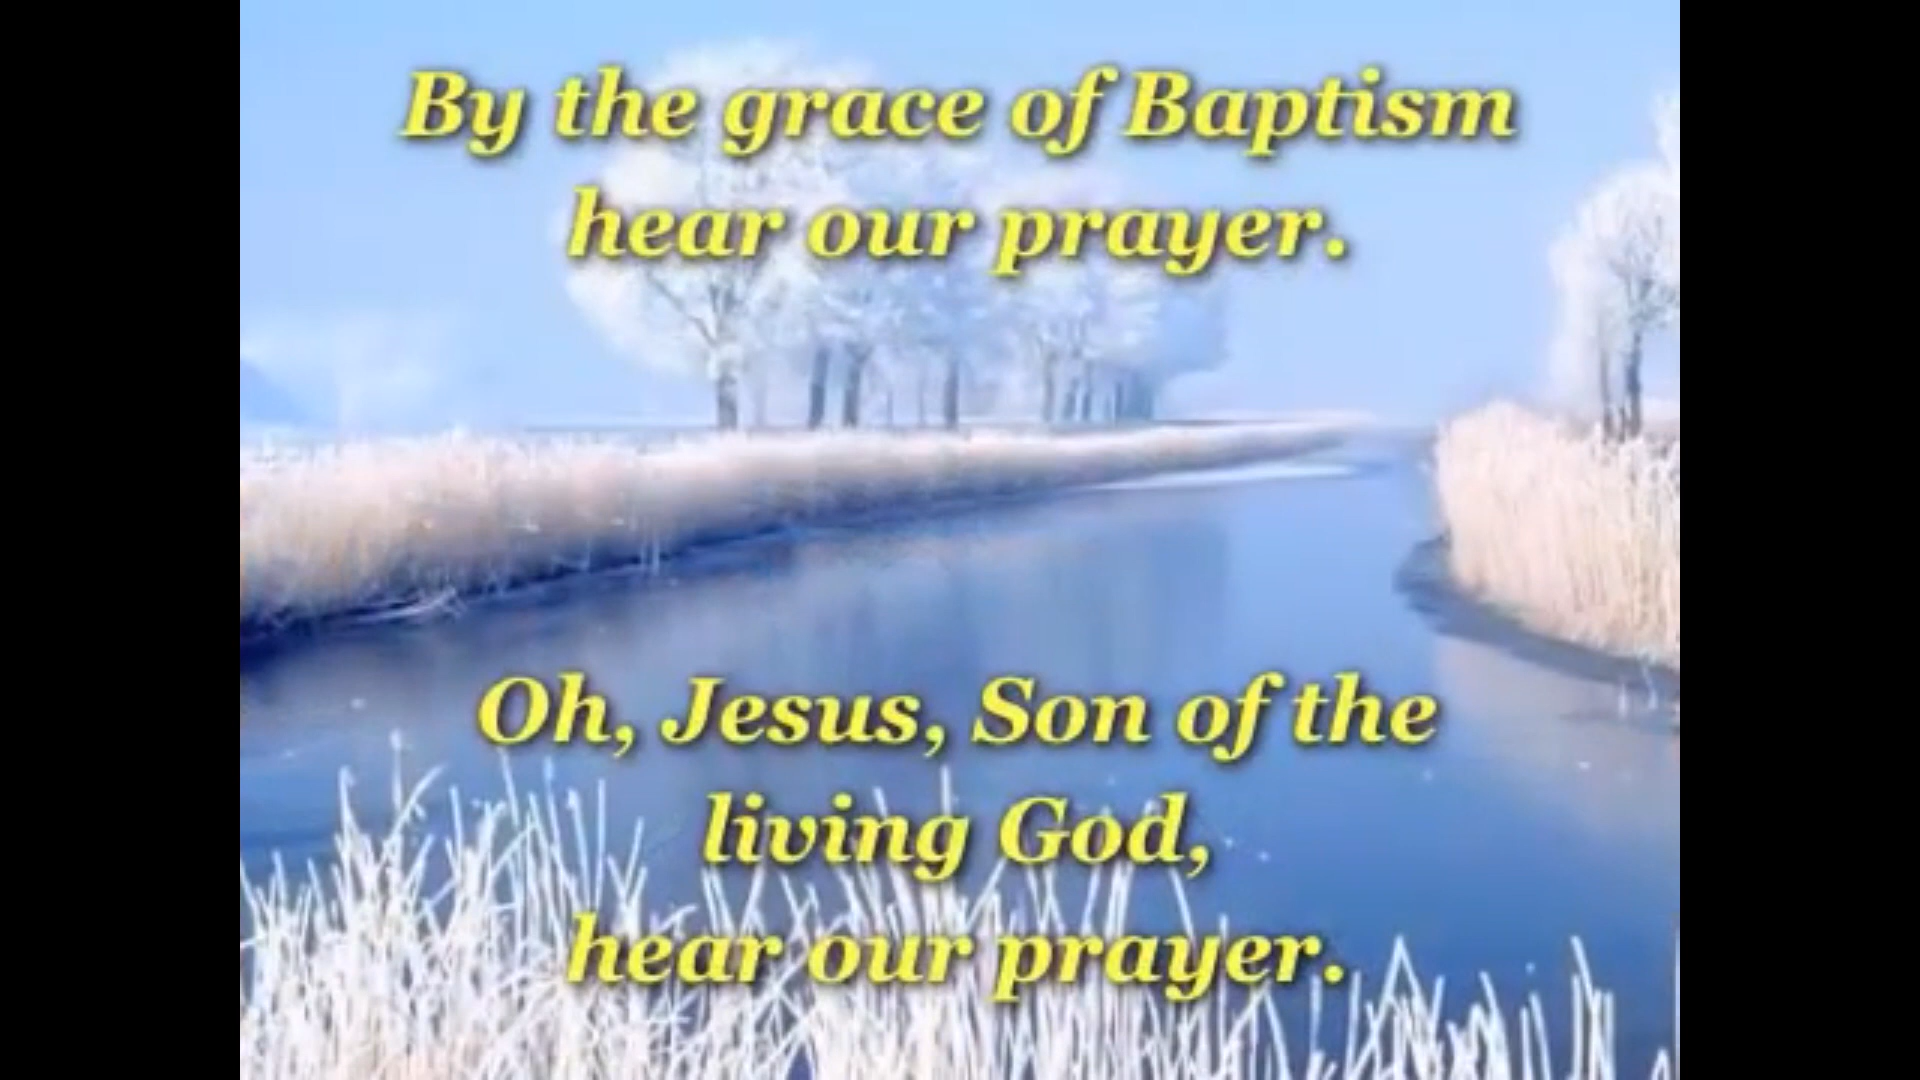 By the grace of Baptism
hear our prayer.
Oh, Jesus, Son of the
living God,
hear our prayer.